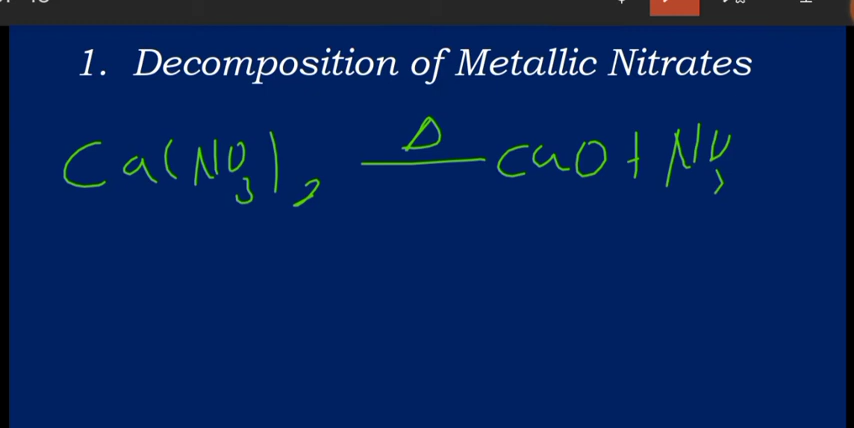 1. Decomposition of Metallic Nitrates
Ca(NO3)2 Δ CaO + NO2